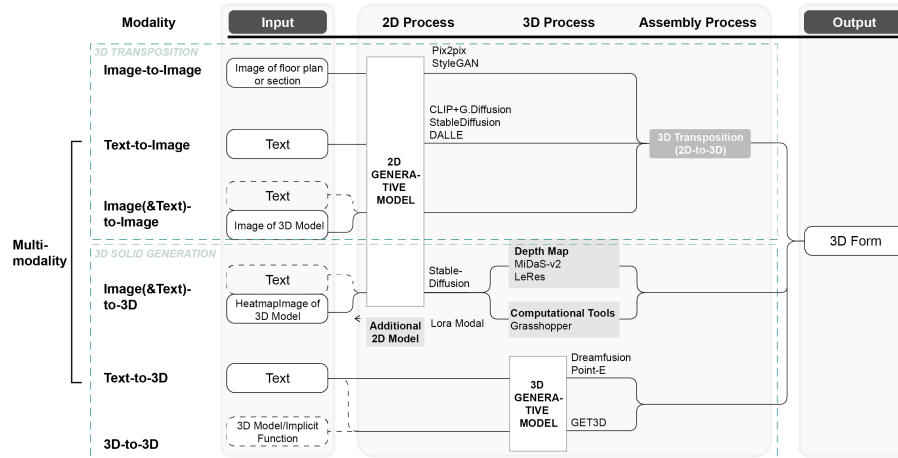 Modality
Input
2D Process
3D Process
Assembly Process
Output
3D TRANSPOSITION
Image-to-Image
Image of floor plan
or section
Pix2pix
StyleGAN
Text-to-Image
Text
CLIP+G.Diffusion
StableDiffusion
DALLE
3D Transposition
(2D-to-3D)
2D
GENERA-
TIVE
MODEL
Image(&Text)-
to-Image
Text
Image of 3D Model
Multi-
modality
3D Form
3D SOLID GENERATION
Image(&Text)-
to-3D
Text
HeatmapImage of
3D Model
Stable-
Diffusion
Depth Map
MiDaS-v2
LeRes
Computational Tools
Grasshopper
Additional
2D Model
Lora Modal
Text-to-3D
Text
3D
GENERA-
TIVE
MODEL
Dreamfusion
Point-E
3D-to-3D
3D Model/Implicit
Function
GET3D